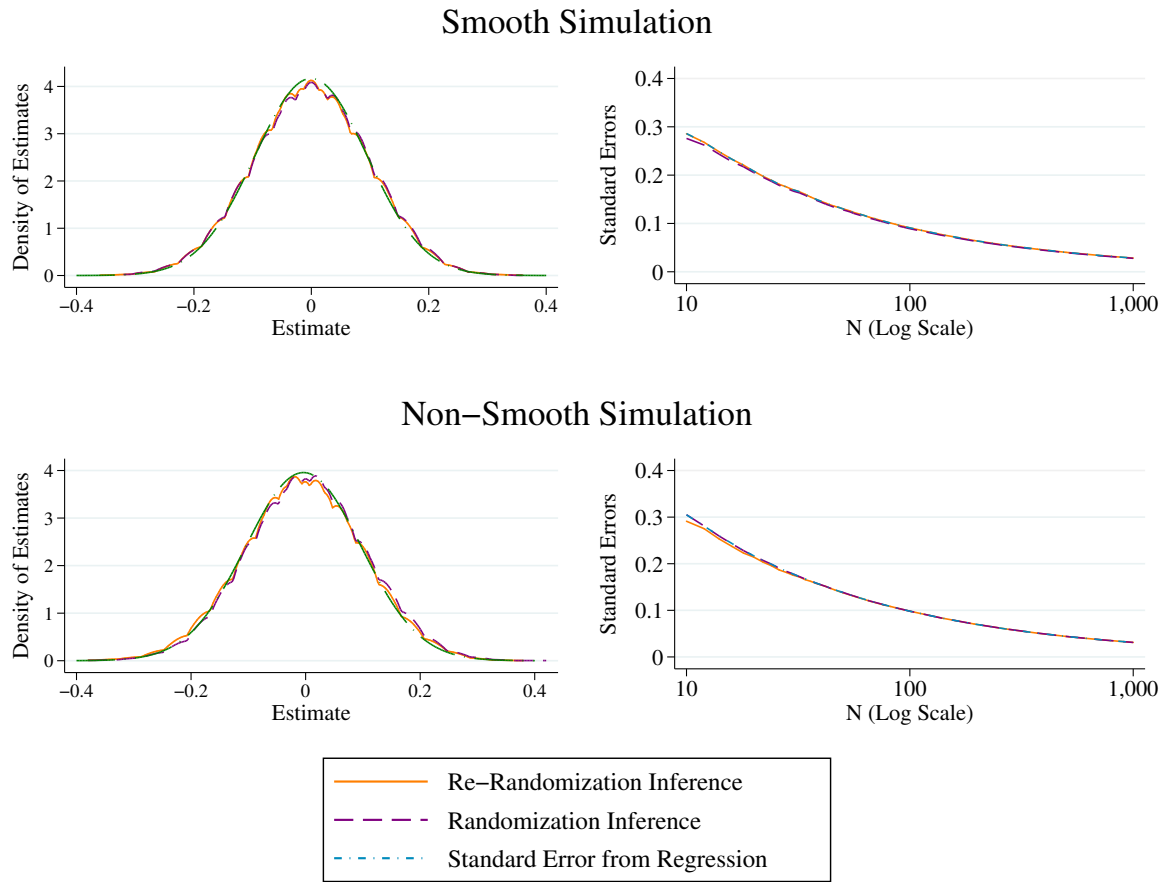 Smooth Simulation
Density of Estimates
4
3
2
1
0
−0.4
−0.2
0
0.2
0.4
Estimate
Standard Errors
0.4
0.3
0.2
0.1
0
10
100
1,000
N (Log Scale)
Non−Smooth Simulation
Density of Estimates
4
3
2
1
0
−0.4
−0.2
0
0.2
0.4
Estimate
Standard Errors
0.4
0.3
0.2
0.1
0
10
100
1,000
N (Log Scale)
Re−Randomization Inference
Randomization Inference
Standard Error from Regression